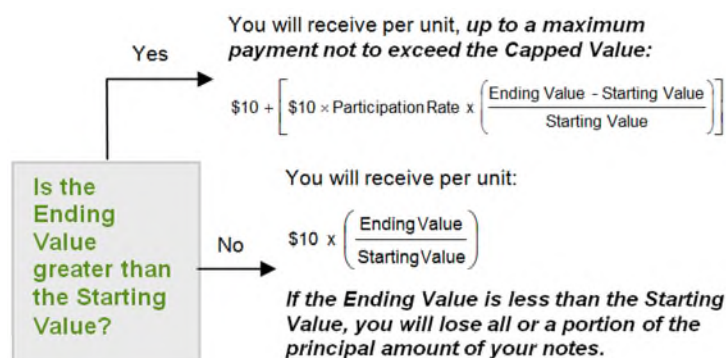 You will receive per unit, up to a maximum
payment not to exceed the Capped Value:
Yes
$10 + [ $10 × Participation Rate x ( Ending Value - Starting Value / Starting Value ) ]
Is the
Ending
Value
greater than
the Starting
Value?
No
You will receive per unit:
$10 x ( Ending Value / Starting Value )
If the Ending Value is less than the Starting
Value, you will lose all or a portion of the
principal amount of your notes.